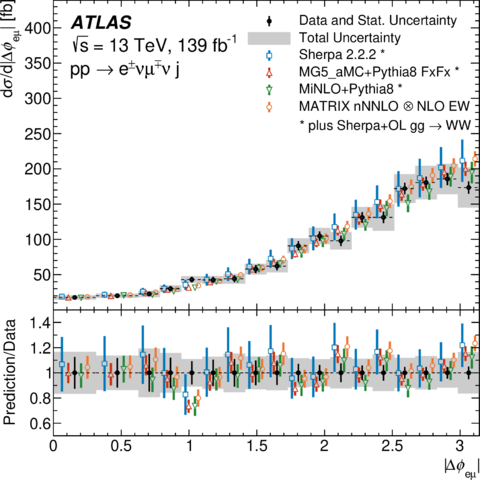 dσ/d|Δφeμ| [fb]
ATLAS
√s = 13 TeV, 139 fb⁻¹
pp → e±νμ∓ν j
Data and Stat. Uncertainty
Total Uncertainty
Sherpa 2.2.2 *
MG5_aMC+Pythia8 FxFx *
MiNLO+Pythia8 *
MATRIX nNNLO ⊗ NLO EW
* plus Sherpa+OL gg → WW
400
350
300
250
200
150
100
50
Prediction/Data
1.4
1.2
1
0.8
0.6
0 0.5 1 1.5 2 2.5 3
|Δφeμ|